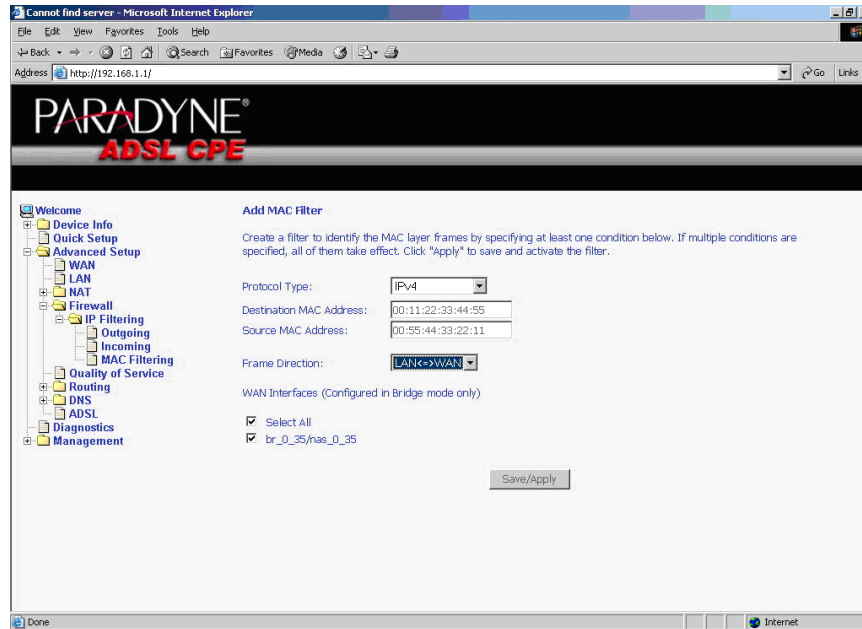 Cannot find server - Microsoft Internet Explorer
File Edit View Favorites Tools Help
Back Search Favorites Media
Address http://192.168.1.1/ Go Links
PARADYNE®
ADSL CPE
Welcome
Device Info
Quick Setup
Advanced Setup
WAN
LAN
NAT
Firewall
IP Filtering
Outgoing
Incoming
MAC Filtering
Quality of Service
Routing
DNS
ADSL
Diagnostics
Management
Add MAC Filter
Create a filter to identify the MAC layer frames by specifying at least one condition below. If multiple conditions are
specified, all of them take effect. Click "Apply" to save and activate the filter.
Protocol Type: IPv4
Destination MAC Address: 00:11:22:33:44:55
Source MAC Address: 00:55:44:33:22:11
Frame Direction: LAN<=>WAN
WAN Interfaces (Configured in Bridge mode only)
Select All
br_0_35/nas_0_35
Save/Apply
Done Internet